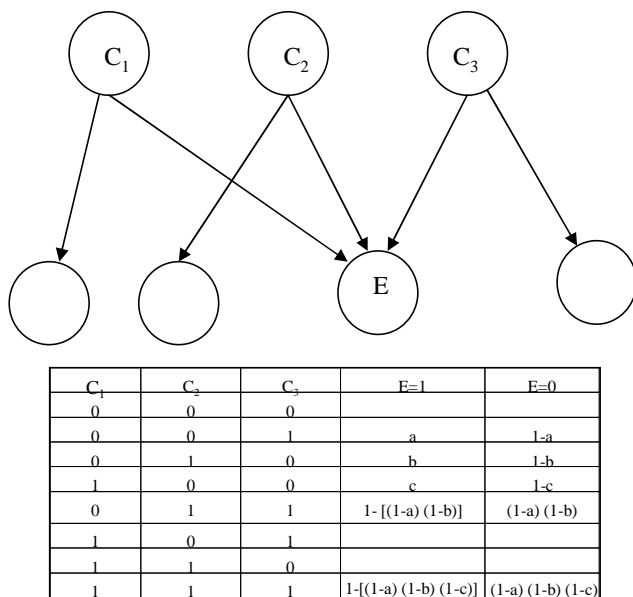 C1 C2 C3
E
C1 C2 C3 E=1 E=0
0 0 0
0 0 1 a 1-a
0 1 0 b 1-b
1 0 0 c 1-c
0 1 1 1- [(1-a) (1-b)] (1-a) (1-b)
1 0 1
1 1 0
1 1 1 1-[(1-a) (1-b) (1-c)] (1-a) (1-b) (1-c)